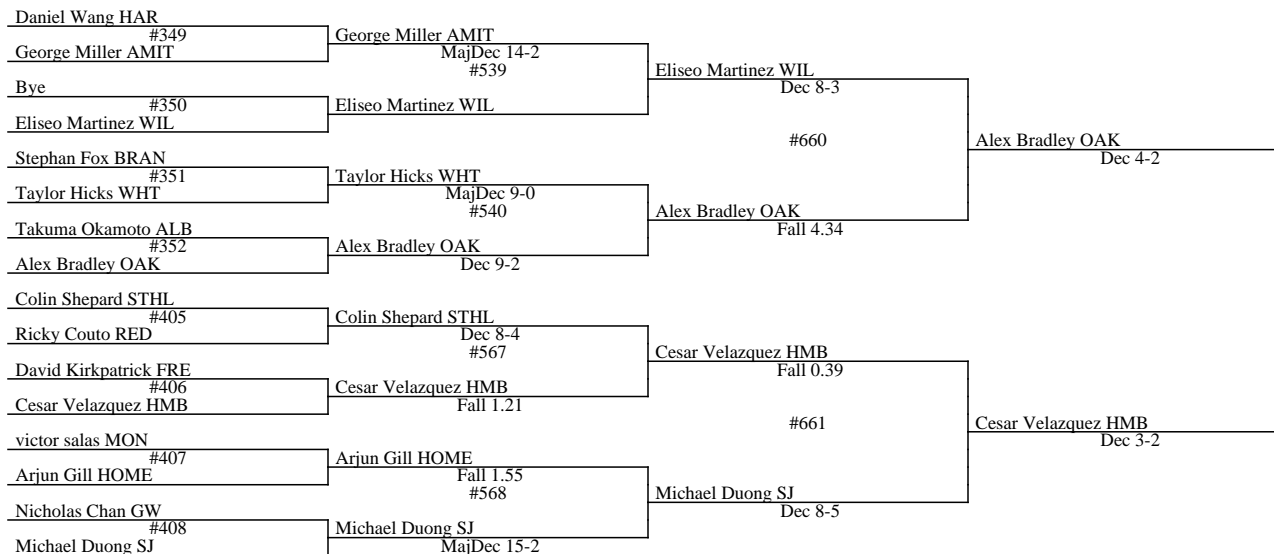 Daniel Wang HAR
#349
George Miller AMIT
George Miller AMIT
MajDec 14-2
#539
Bye
#350
Eliseo Martinez WIL
Eliseo Martinez WIL
Eliseo Martinez WIL
Dec 8-3
#660
Stephan Fox BRAN
#351
Taylor Hicks WHT
Taylor Hicks WHT
MajDec 9-0
#540
Takuma Okamoto ALB
#352
Alex Bradley OAK
Alex Bradley OAK
Dec 9-2
Alex Bradley OAK
Fall 4.34
Alex Bradley OAK
Dec 4-2
Colin Shepard STHL
#405
Ricky Couto RED
Colin Shepard STHL
Dec 8-4
#567
David Kirkpatrick FRE
#406
Cesar Velazquez HMB
Cesar Velazquez HMB
Fall 1.21
Cesar Velazquez HMB
Fall 0.39
#661
victor salas MON
#407
Arjun Gill HOME
Arjun Gill HOME
Fall 1.55
#568
Nicholas Chan GW
#408
Michael Duong SJ
Michael Duong SJ
MajDec 15-2
Michael Duong SJ
Dec 8-5
Cesar Velazquez HMB
Dec 3-2